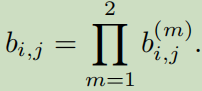 b_{i,j} = \prod_{m=1}^{2} b_{i,j}^{(m)}.